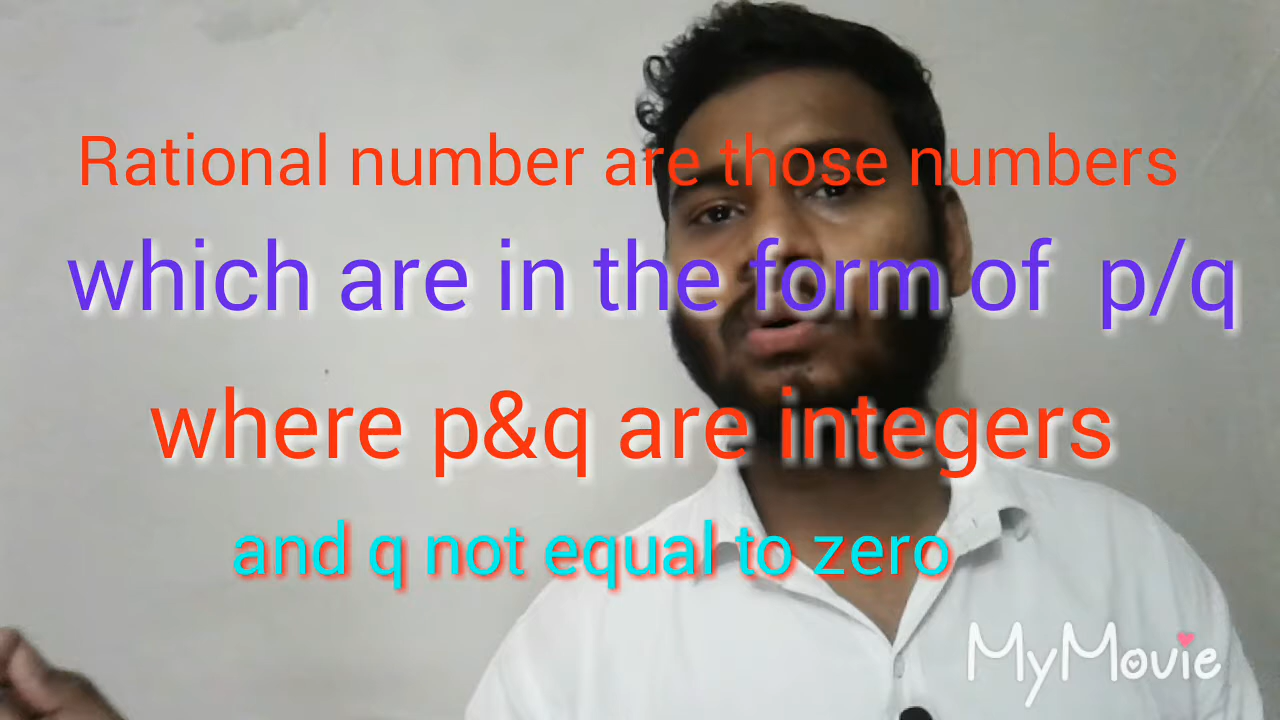 Rational number are those numbers
which are in the form of p/q
where p&q are integers
and q not equal to zero
MyMovie